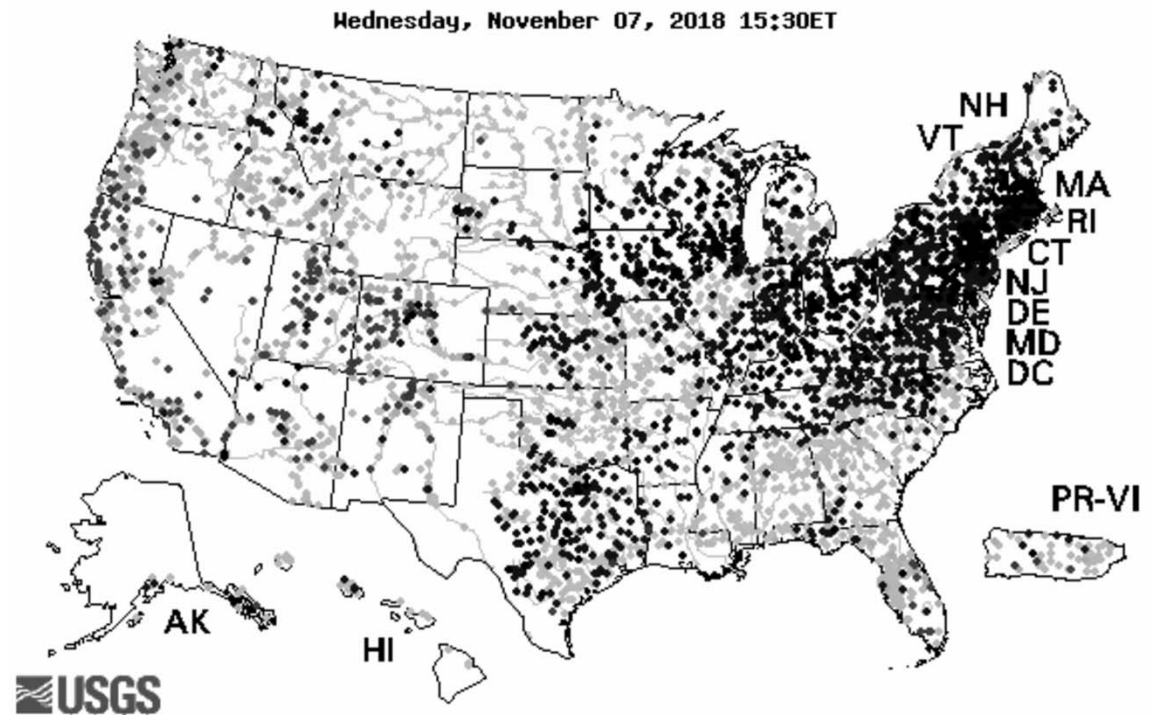 Wednesday, November 07, 2018 15:30ET
NH
VT
MA
RI
CT
NJ
DE
MD
DC
PR-VI
AK
HI
USGS